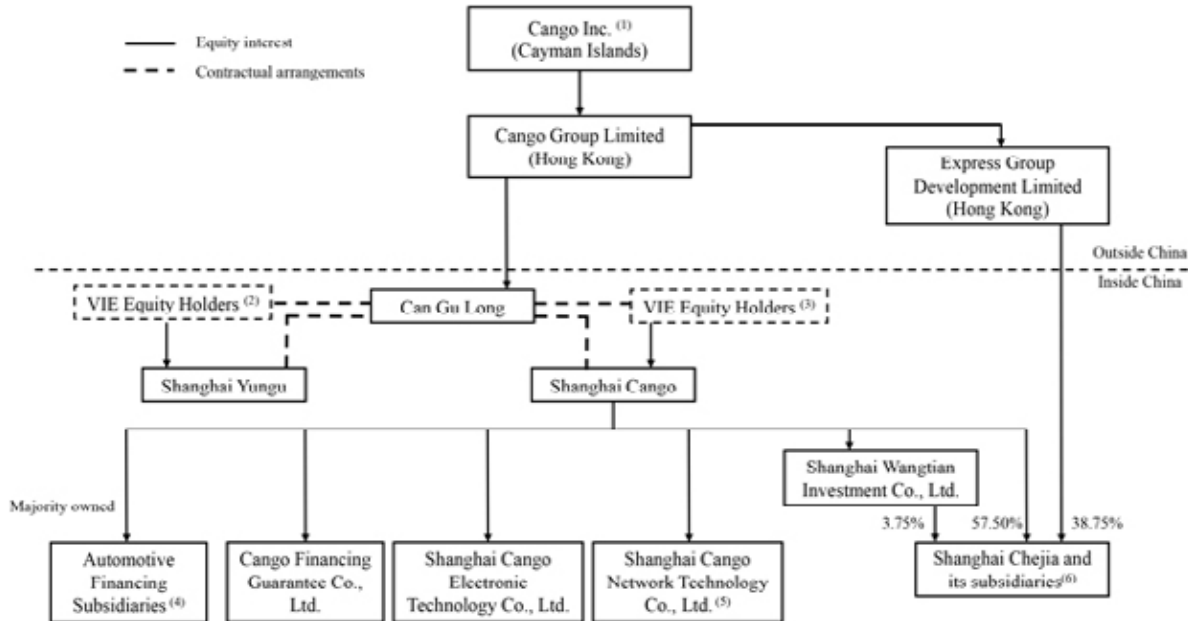 Cango Inc. (1)
(Cayman Islands)
Equity interest
Contractual arrangements
Cango Group Limited
(Hong Kong)
Express Group
Development Limited
(Hong Kong)
Outside China
Inside China
VIE Equity Holders (2)
Can Gu Long
VIE Equity Holders (3)
Shanghai Yungu
Shanghai Cango
Shanghai Wangtian
Investment Co., Ltd.
Majority owned
3.75%
57.50%
38.75%
Automotive
Financing
Subsidiaries (4)
Cango Financing
Guarantee Co.,
Ltd.
Shanghai Cango
Electronic
Technology Co., Ltd.
Shanghai Cango
Network Technology
Co., Ltd. (5)
Shanghai Chejia and
its subsidiaries(6)